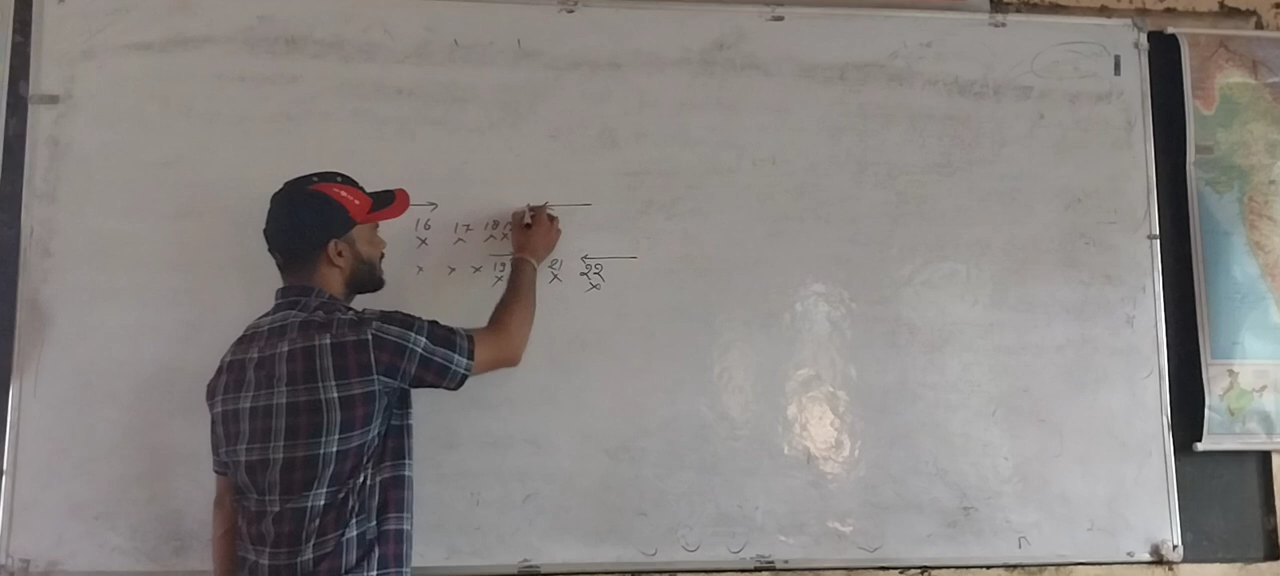 → ←
16 17 18
x x x x
→ ←
x x x 19 21 22
x x x